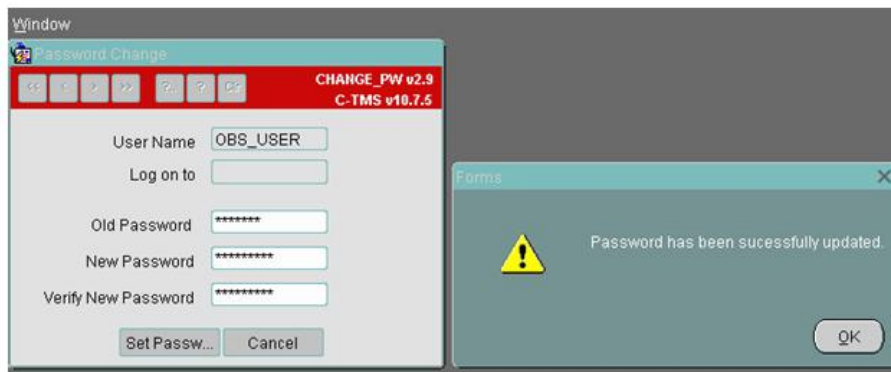 Window
Password Change
<< < > >> ?.. ? Clr
CHANGE_PW v2.9
C-TMS v10.7.5
User Name OBS_USER
Log on to
Old Password *******
New Password *********
Verify New Password *********
Set Passw... Cancel
Forms
Password has been sucessfully updated.
OK